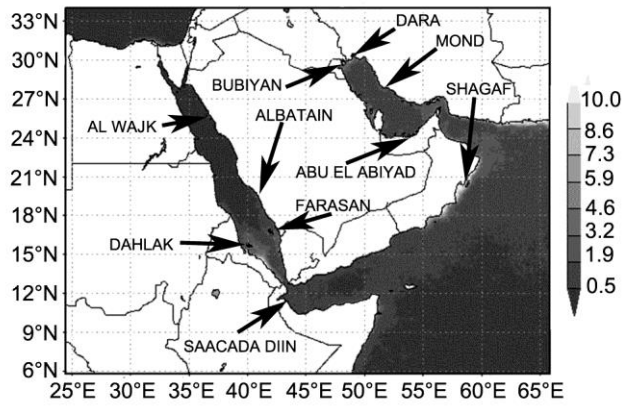 33°N
30°N
27°N
24°N
21°N
18°N
15°N
12°N
9°N
6°N
25°E 30°E 35°E 40°E 45°E 50°E 55°E 60°E 65°E
DARA
MOND
BUBIYAN
SHAGAF
AL WAJK
ALBATAIN
ABU EL ABIYAD
FARASAN
DAHLAK
SAACADA DIIN
10.0
8.6
7.3
5.9
4.6
3.2
1.9
0.5